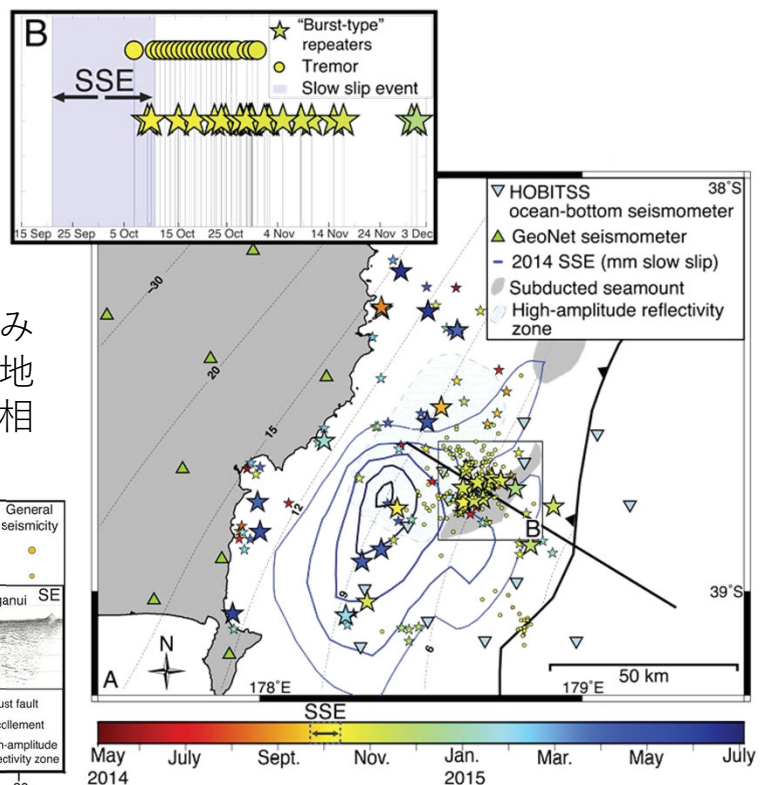 B
"Burst-type"
repeaters
Tremor
Slow slip event
SSE
15 Sep 25 Sep 5 Oct 15 Oct 25 Oct 4 Nov 14 Nov 24 Nov 3 Dec
HOBITSS
ocean-bottom seismometer
GeoNet seismometer
2014 SSE (mm slow slip)
Subducted seamount
High-amplitude reflectivity
zone
38°S
み
地
相
-30
20
15
12
9
6
B
39°S
N
A
178°E
179°E
50 km
General
seismicity
SE
SSE
May July Sept. Nov. Jan. Mar. May July
2014 2015